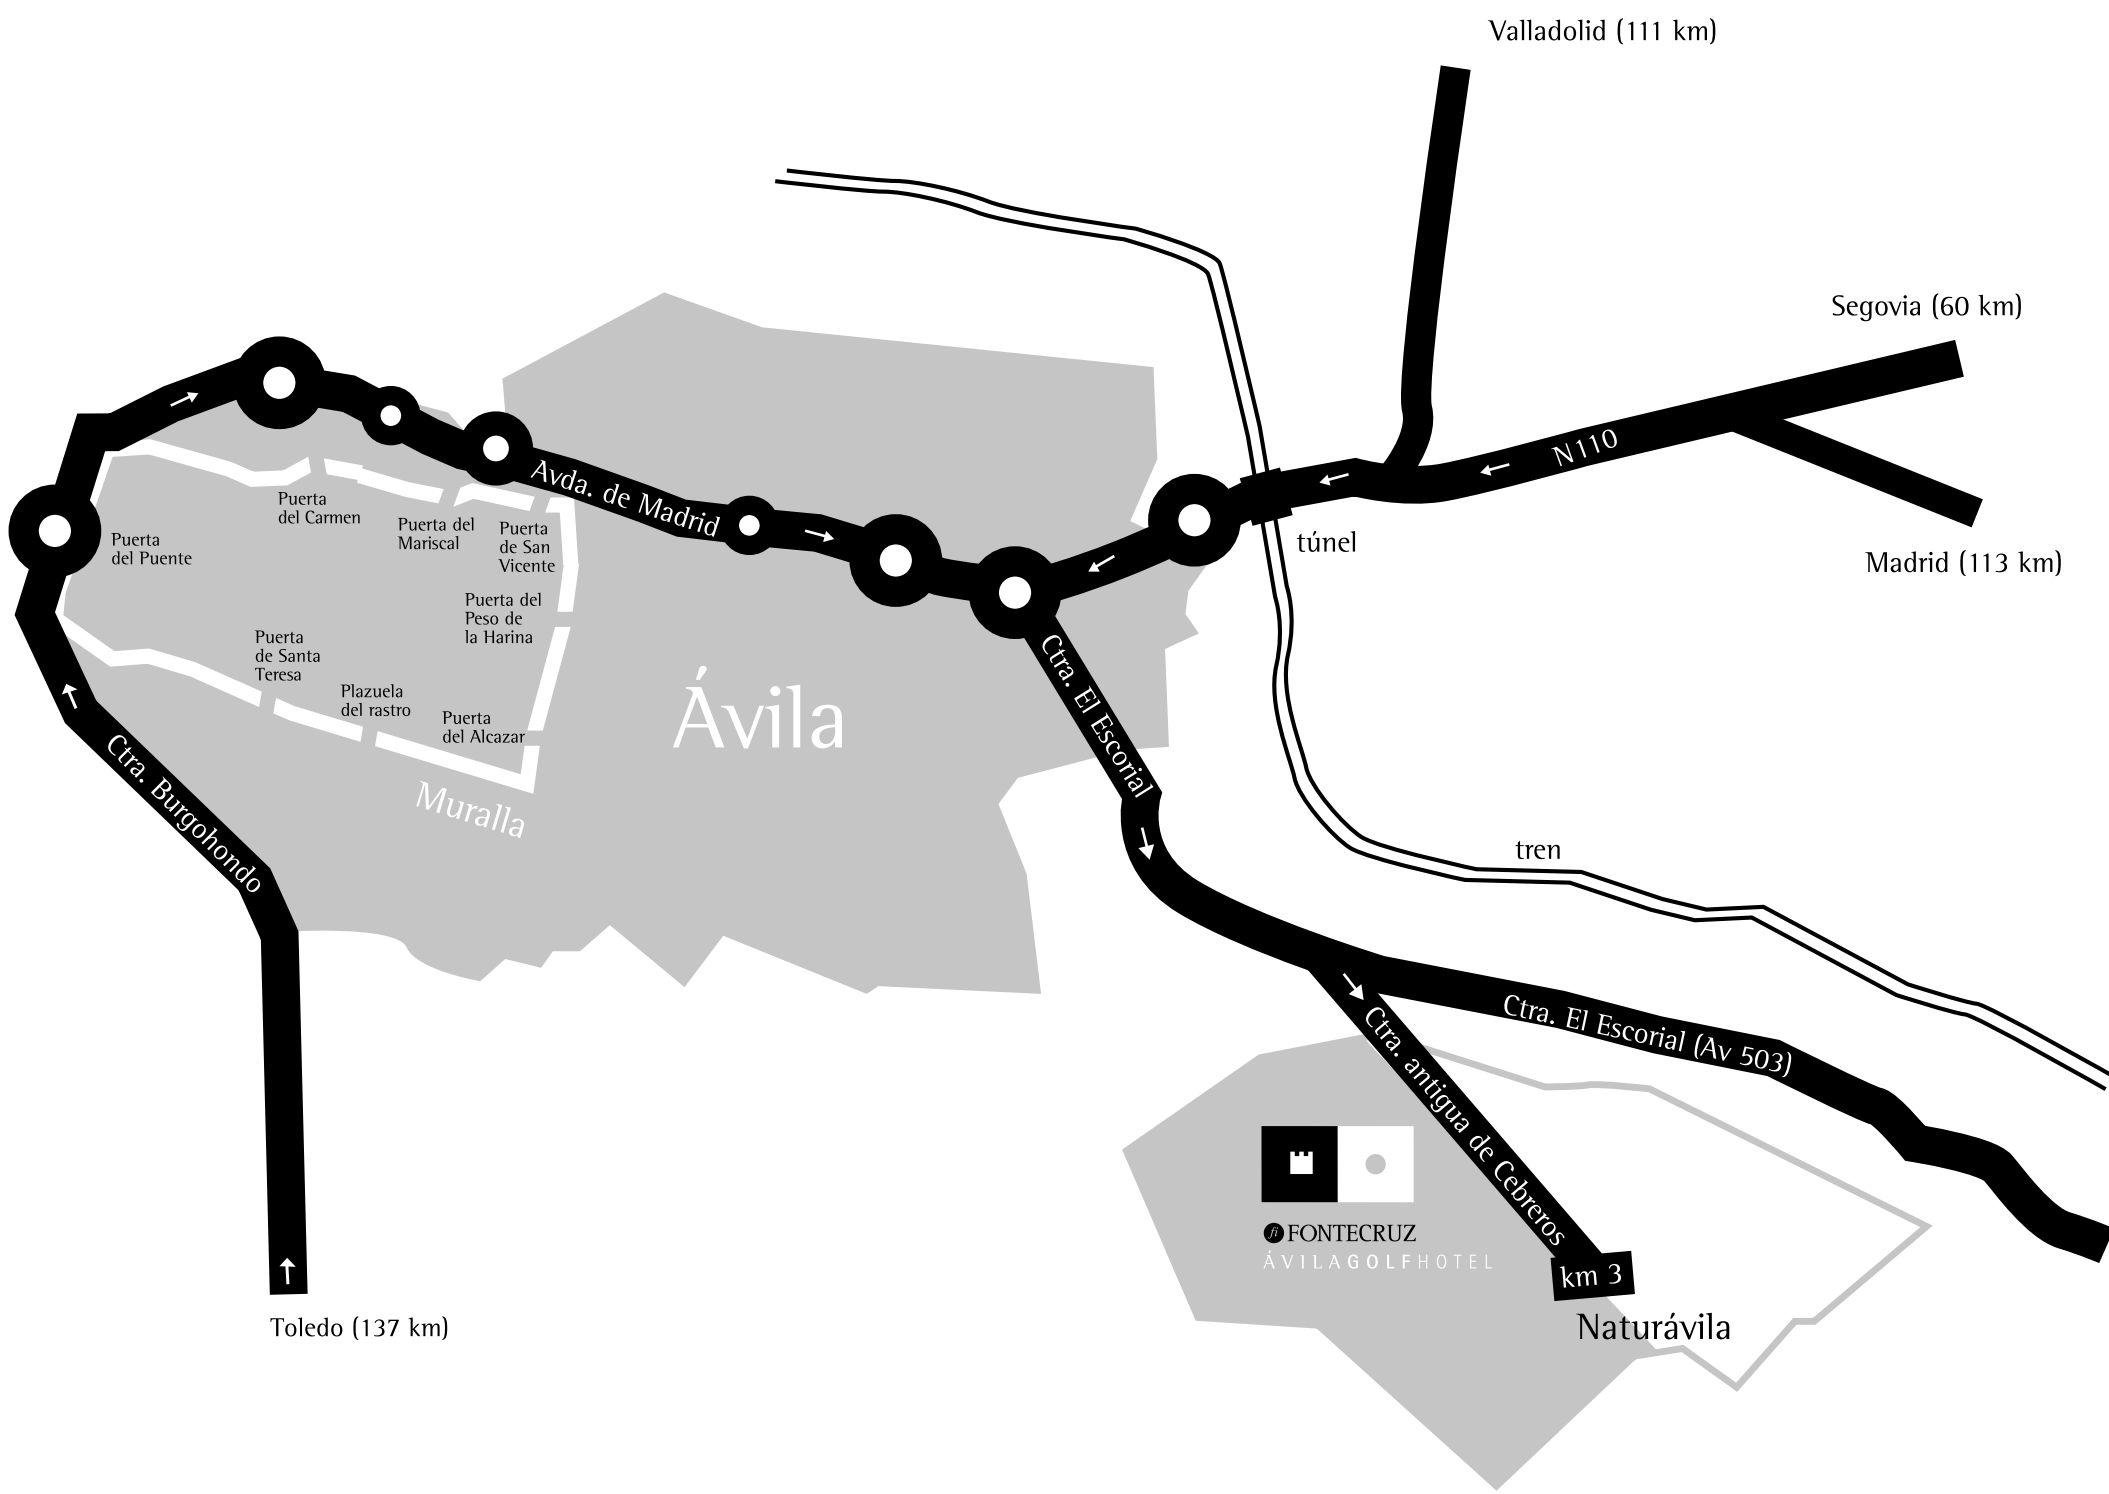 Valladolid (111 km)
Segovia (60 km)
N110
Avda. de Madrid
Puerta
del Carmen
Puerta del
Mariscal
Puerta
de San
Vicente
Puerta
del Puente
túnel
Madrid (113 km)
Puerta del
Peso de
la Harina
Puerta
de Santa
Teresa
Plazuela
del rastro
Puerta
del Alcazar
Ávila
Ctra. El Escorial
Muralla
Ctra. Burgohondo
tren
Ctra. El Escorial (Av 503)
Ctra. antigua de Cebreros
fi FONTECRUZ
ÁVILAGOLFHOTEL
km 3
Naturávila
Toledo (137 km)